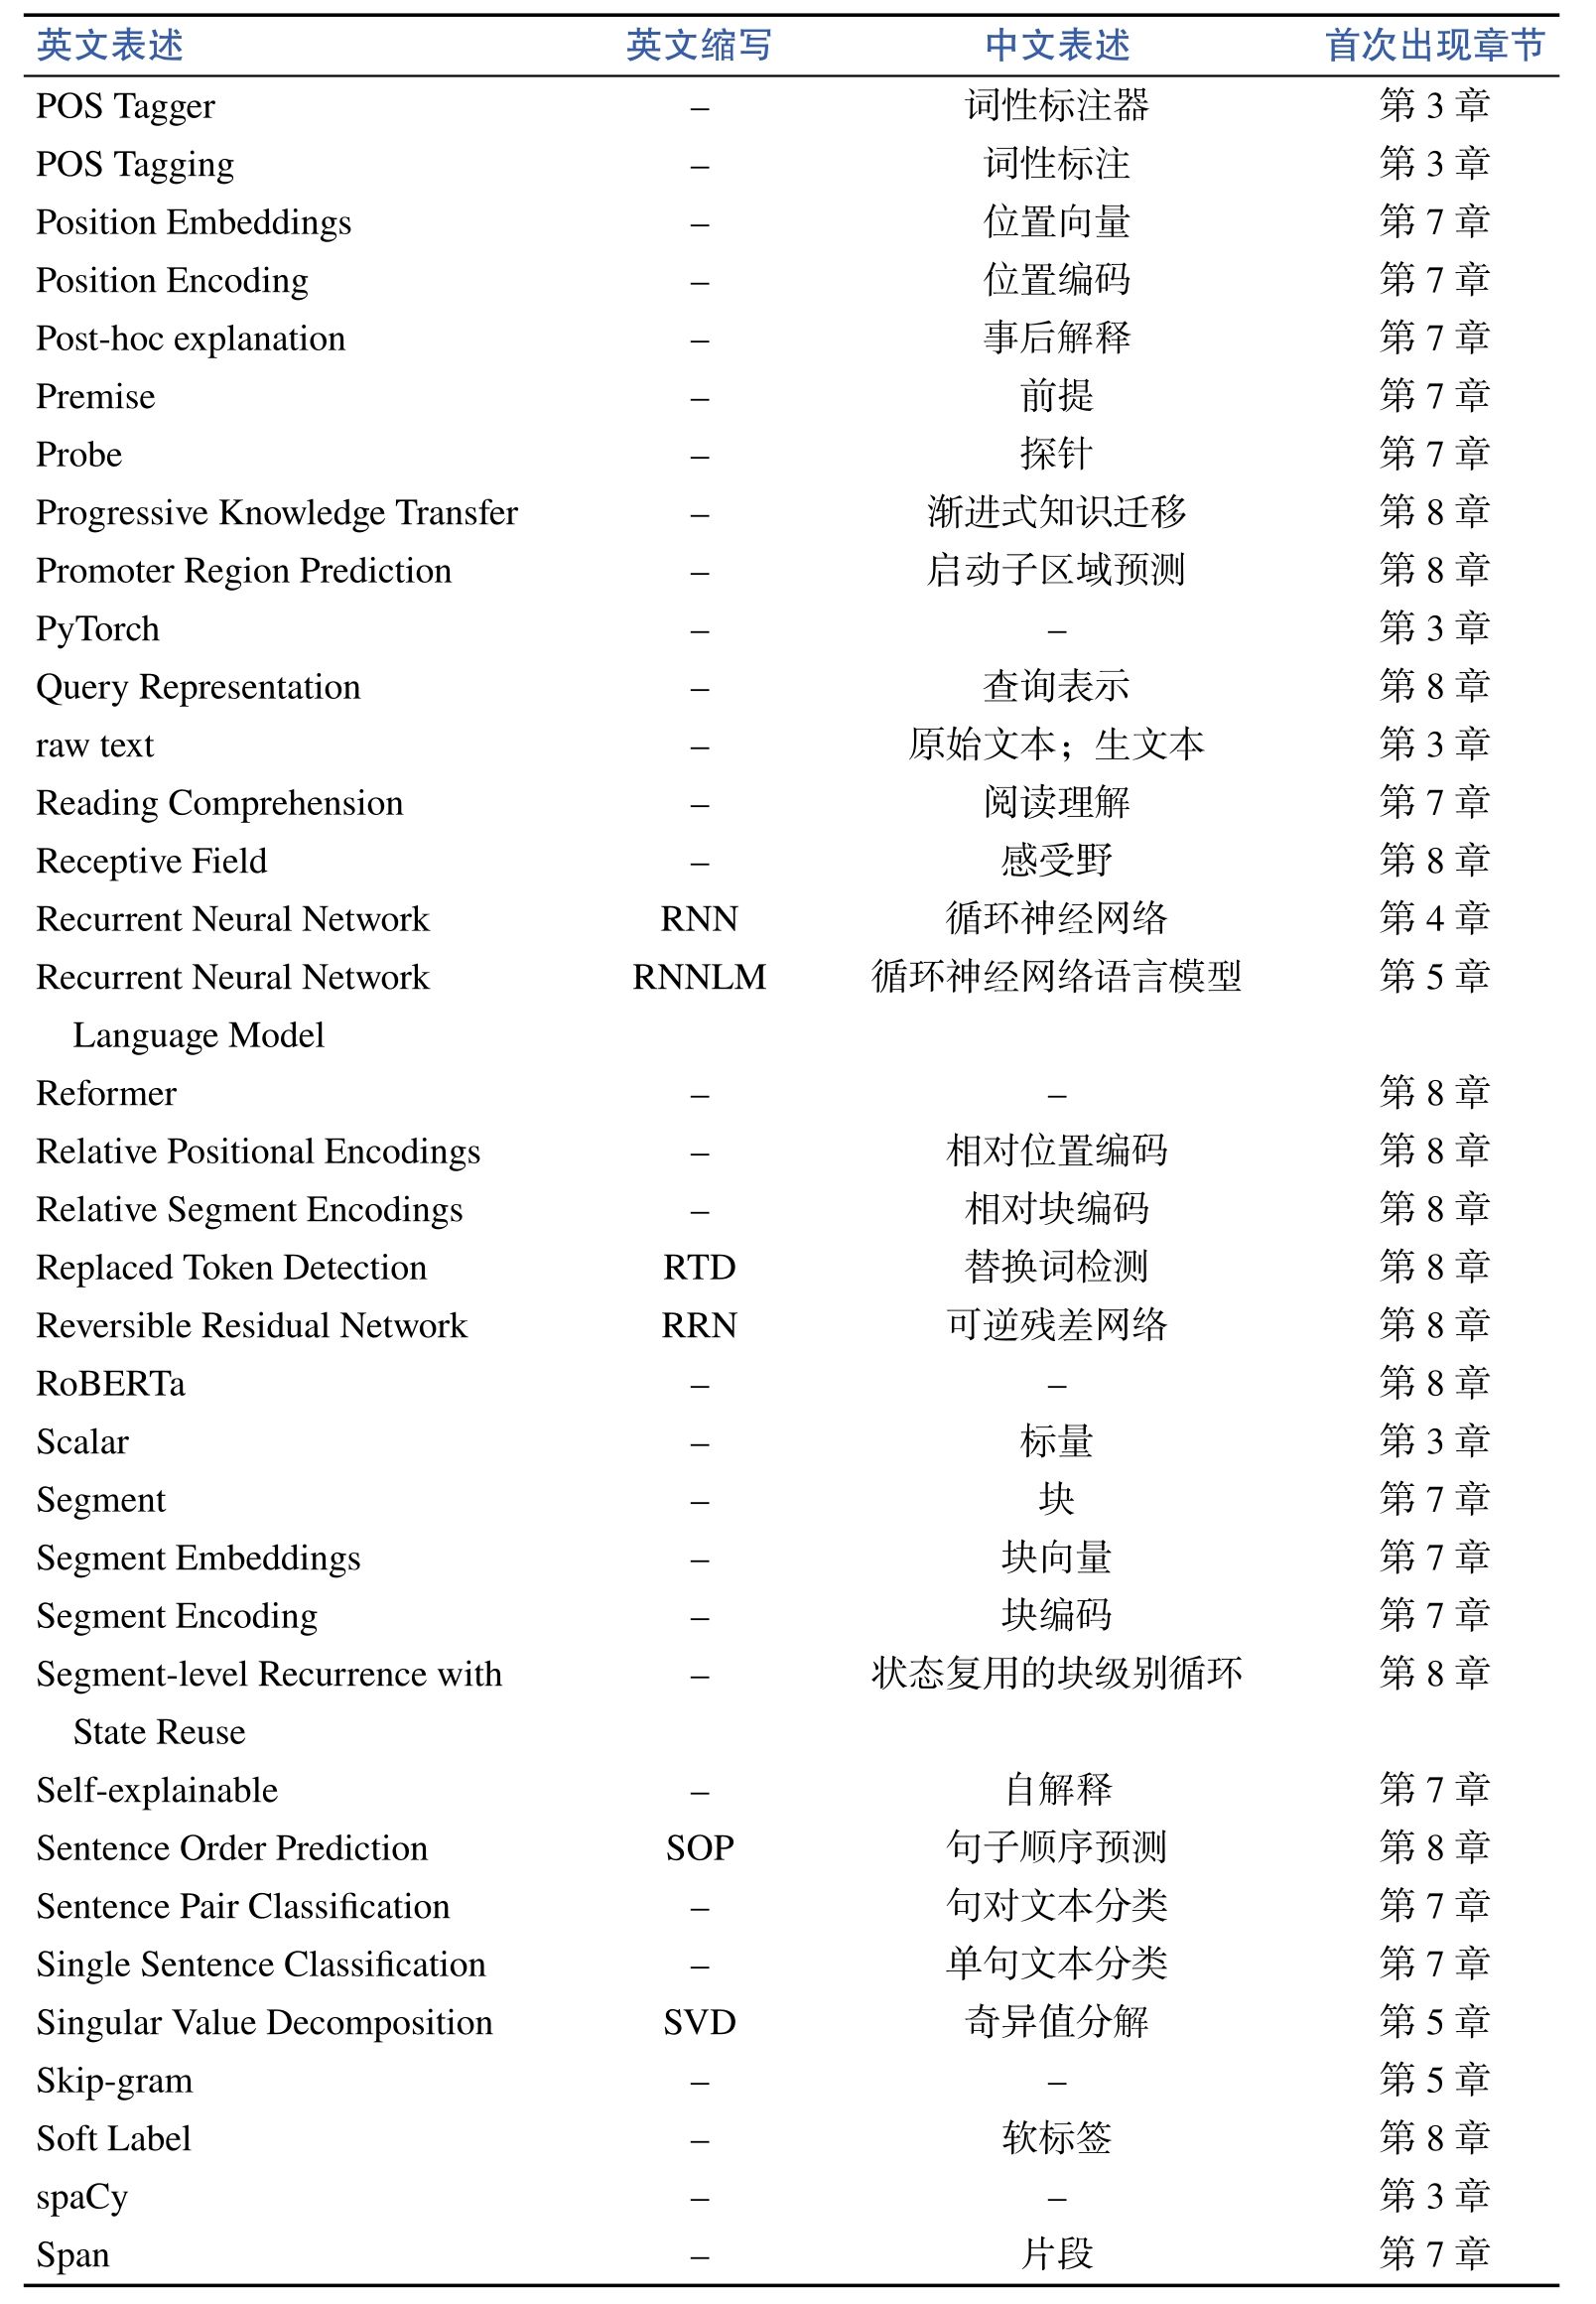 英文表述 英文缩写 中文表述 首次出现章节
POS Tagger – 词性标注器 第 3 章
POS Tagging – 词性标注 第 3 章
Position Embeddings – 位置向量 第 7 章
Position Encoding – 位置编码 第 7 章
Post-hoc explanation – 事后解释 第 7 章
Premise – 前提 第 7 章
Probe – 探针 第 7 章
Progressive Knowledge Transfer – 渐进式知识迁移 第 8 章
Promoter Region Prediction – 启动子区域预测 第 8 章
PyTorch – – 第 3 章
Query Representation – 查询表示 第 8 章
raw text – 原始文本；生文本 第 3 章
Reading Comprehension – 阅读理解 第 7 章
Receptive Field – 感受野 第 8 章
Recurrent Neural Network RNN 循环神经网络 第 4 章
Recurrent Neural Network RNNLM 循环神经网络语言模型 第 5 章
Language Model
Reformer – – 第 8 章
Relative Positional Encodings – 相对位置编码 第 8 章
Relative Segment Encodings – 相对块编码 第 8 章
Replaced Token Detection RTD 替换词检测 第 8 章
Reversible Residual Network RRN 可逆残差网络 第 8 章
RoBERTa – – 第 8 章
Scalar – 标量 第 3 章
Segment – 块 第 7 章
Segment Embeddings – 块向量 第 7 章
Segment Encoding – 块编码 第 7 章
Segment-level Recurrence with – 状态复用的块级别循环 第 8 章
State Reuse
Self-explainable – 自解释 第 7 章
Sentence Order Prediction SOP 句子顺序预测 第 8 章
Sentence Pair Classification – 句对文本分类 第 7 章
Single Sentence Classification – 单句文本分类 第 7 章
Singular Value Decomposition SVD 奇异值分解 第 5 章
Skip-gram – – 第 5 章
Soft Label – 软标签 第 8 章
spaCy – – 第 3 章
Span – 片段 第 7 章